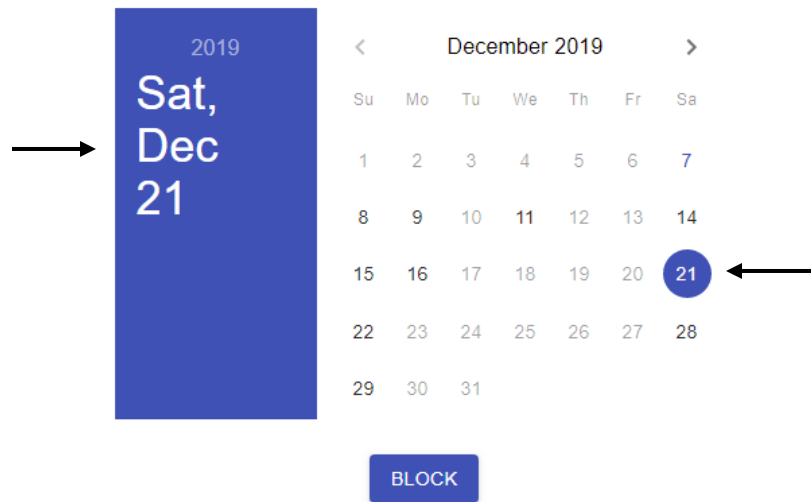 2019
Sat,
Dec
21
December 2019
Su Mo Tu We Th Fr Sa
1 2 3 4 5 6 7
8 9 10 11 12 13 14
15 16 17 18 19 20 21
22 23 24 25 26 27 28
29 30 31
BLOCK